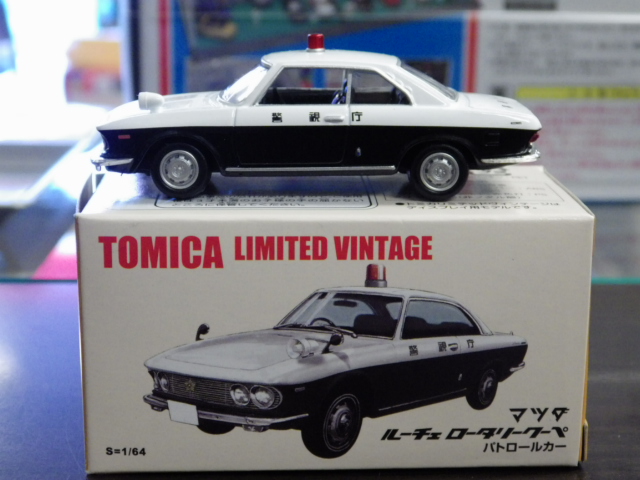 警視庁
TOMICA LIMITED VINTAGE
警視庁
マツダ
ルーチェ ロータリークーペ
パトロールカー
S=1/64